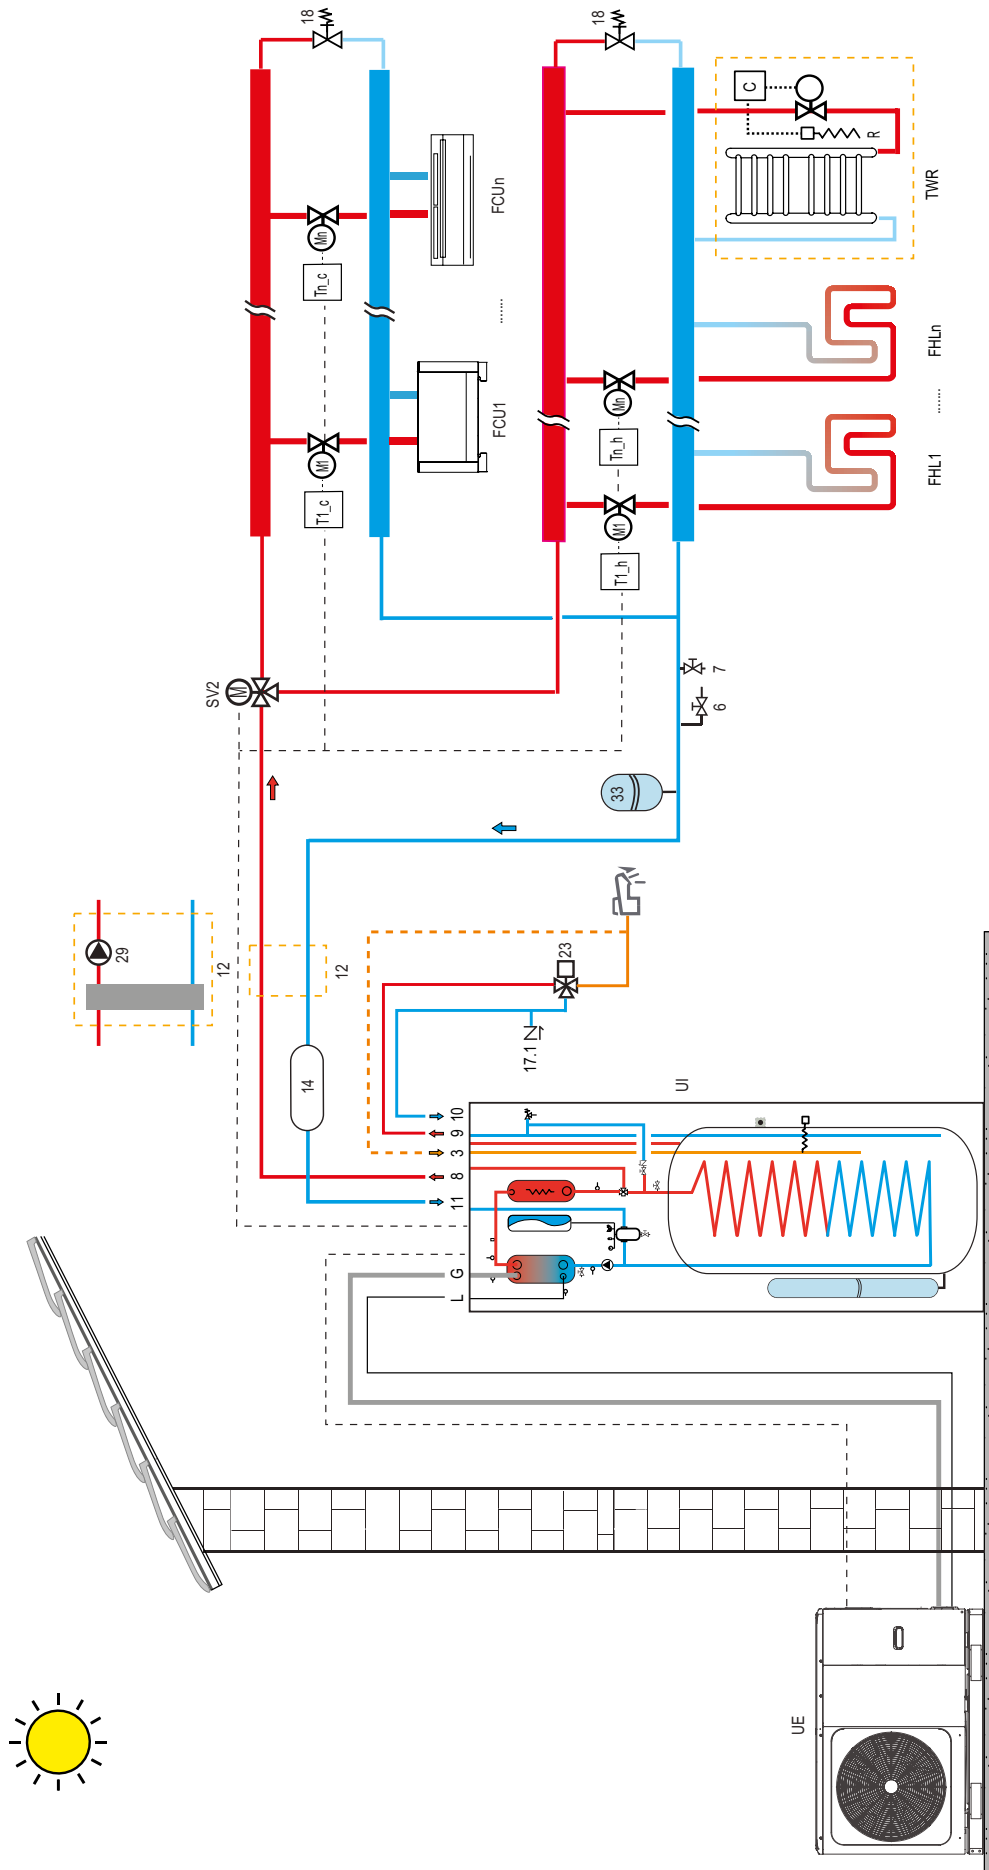 18
18
C
R
TWR
FCUn
Mn
Tn_c
FHLn
........
........
Mn
Tn_h
FCU1
M1
T1_c
FHL1
M1
T1_h
SV2
M
7
6
33
29
12
12
23
17.1
14
UI
10
9
3
8
11
G
L
UE